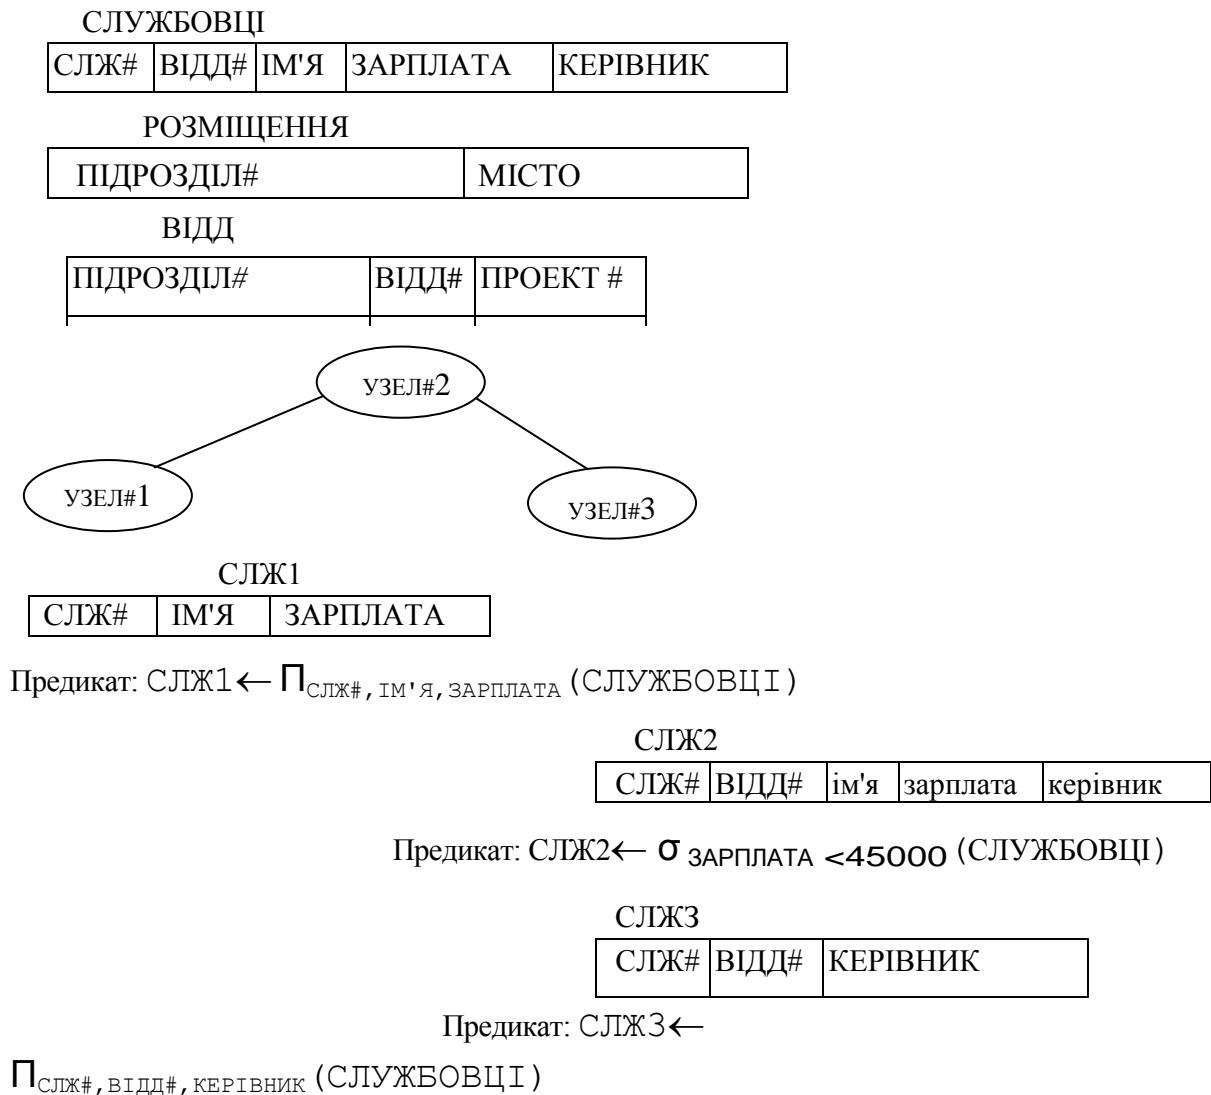 СЛУЖБОВЦІ
СЛЖ# ВІДД# ІМ'Я ЗАРПЛАТА КЕРІВНИК
РОЗМІЩЕННЯ
ПІДРОЗДІЛ# МІСТО
ВІДД
ПІДРОЗДІЛ# ВІДД# ПРОЕКТ #
УЗЕЛ#2
УЗЕЛ#1
УЗЕЛ#3
СЛЖ1
СЛЖ# ІМ'Я ЗАРПЛАТА
Предикат: СЛЖ1← П СЛЖ#, ІМ'Я, ЗАРПЛАТА (СЛУЖБОВЦІ)
СЛЖ2
СЛЖ# ВІДД# ім'я зарплата керівник
Предикат: СЛЖ2← σ ЗАРПЛАТА <45000 (СЛУЖБОВЦІ)
СЛЖ3
СЛЖ# ВІДД# КЕРІВНИК
Предикат: СЛЖ3←
П СЛЖ#, ВІДД#, КЕРІВНИК (СЛУЖБОВЦІ)